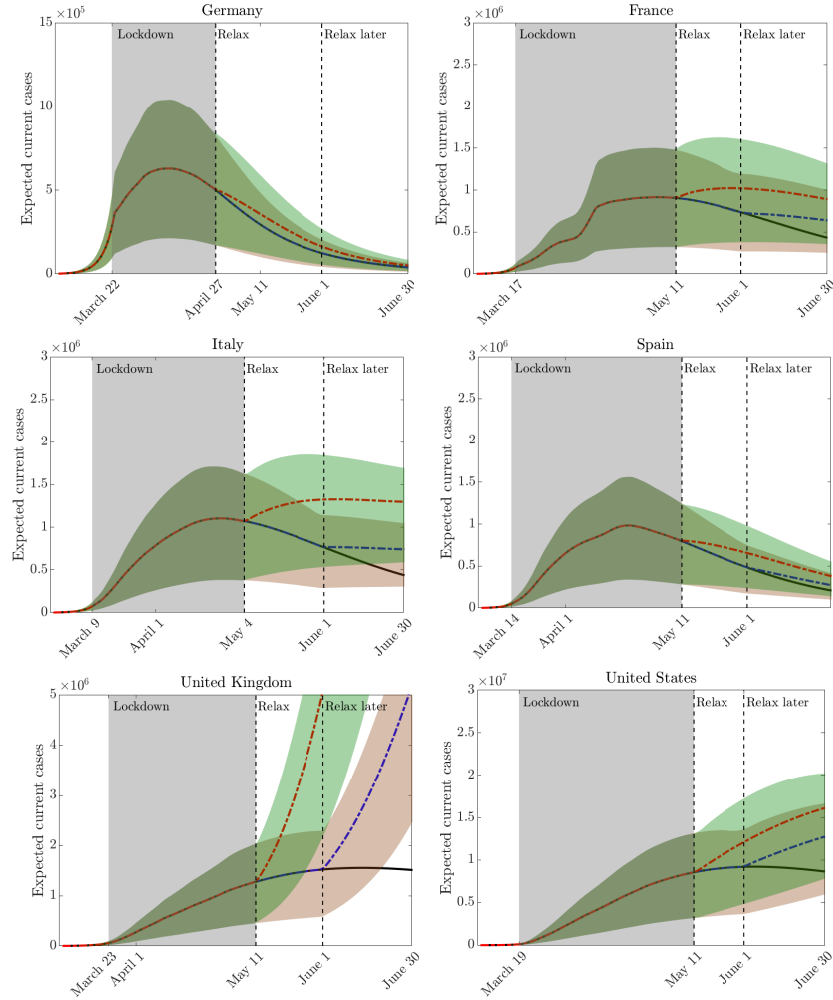 Germany
×10^5
Lockdown
Relax
Relax later
Expected current cases
15
10
5
0
March 22
April 27
May 11
June 1
June 30
France
×10^6
Lockdown
Relax
Relax later
Expected current cases
3
2.5
2
1.5
1
0.5
0
March 17
May 11
June 1
June 30
Italy
×10^6
Lockdown
Relax
Relax later
Expected current cases
3
2.5
2
1.5
1
0.5
0
March 9
April 1
May 4
June 1
June 30
Spain
×10^6
Lockdown
Relax
Relax later
Expected current cases
3
2.5
2
1.5
1
0.5
0
March 14
April 1
May 11
June 1
United Kingdom
×10^6
Lockdown
Relax
Relax later
Expected current cases
5
4
3
2
1
0
March 23
April 1
May 11
June 1
June 30
United States
×10^7
Lockdown
Relax
Relax later
Expected current cases
3
2.5
2
1.5
1
0.5
0
March 19
May 11
June 1
June 30